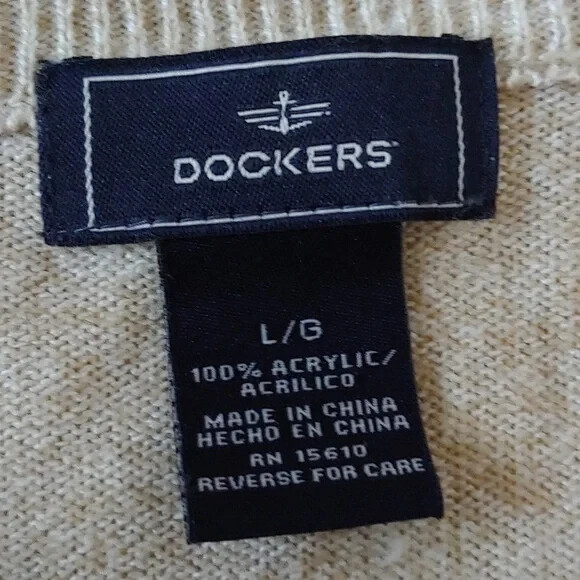 DOCKERS
L/G
100% ACRYLIC/
ACRILICO
MADE IN CHINA
HECHO EN CHINA
RN 15610
REVERSE FOR CARE